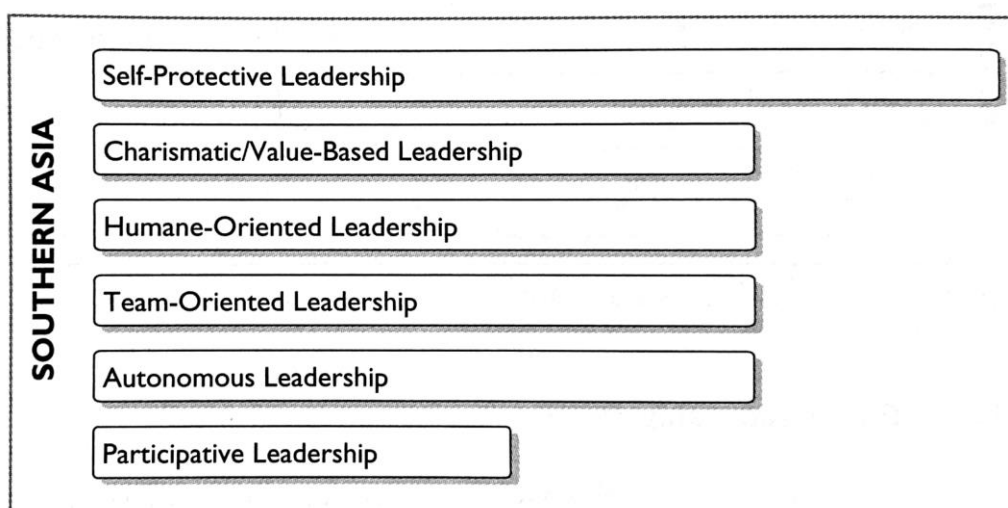 SOUTHERN ASIA
Self-Protective Leadership
Charismatic/Value-Based Leadership
Humane-Oriented Leadership
Team-Oriented Leadership
Autonomous Leadership
Participative Leadership